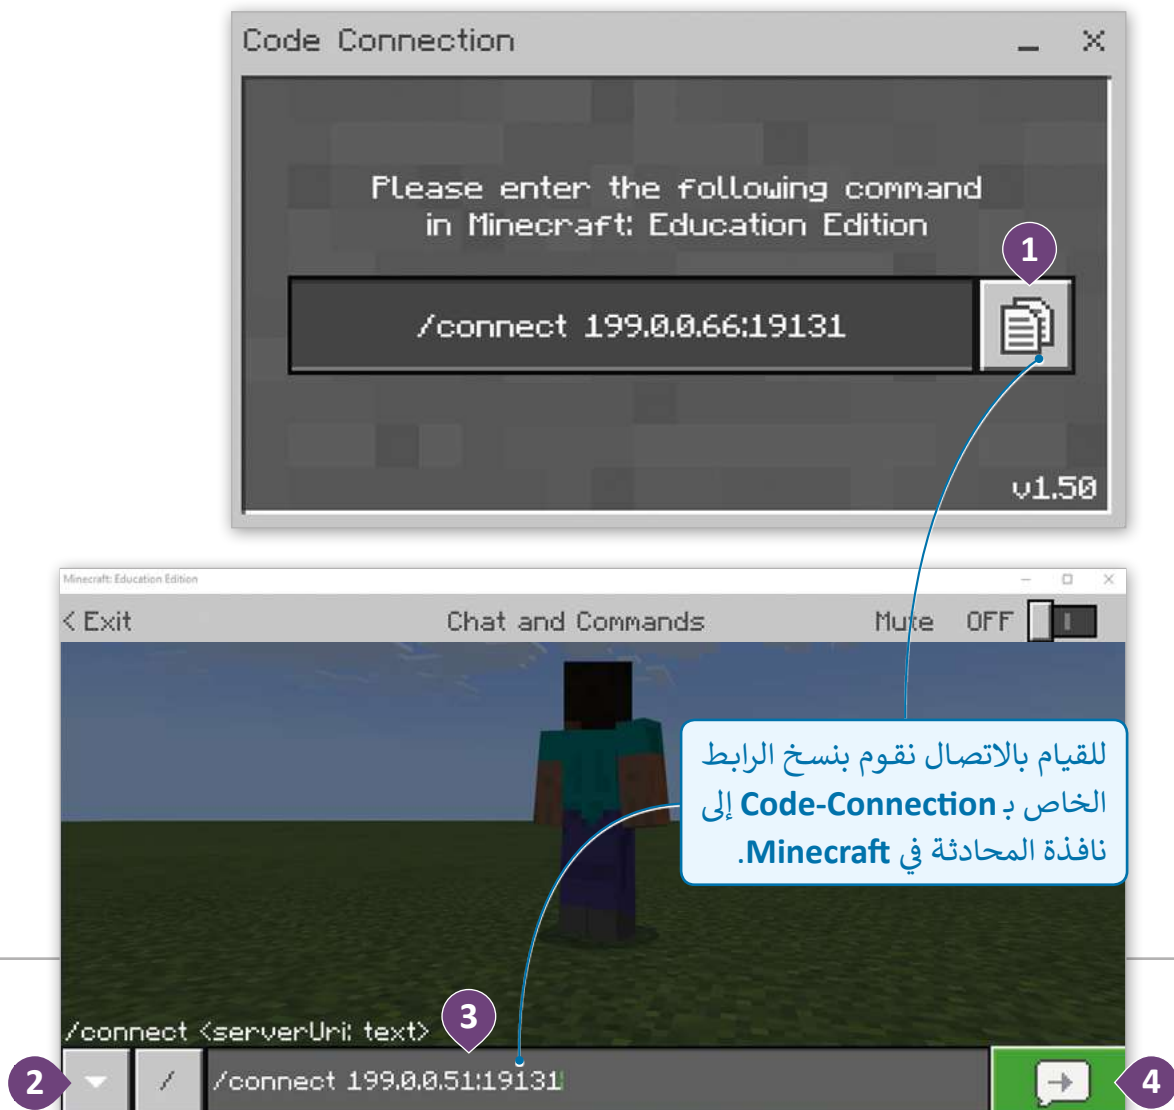 Code Connection
Please enter the following command
in Minecraft: Education Edition
1
/connect 199.0.0.66:19131
v1.50
Minecraft: Education Edition
< Exit
Chat and Commands
Mute OFF
للقيام بالاتصال نقوم بنسخ الرابط
الخاص بـ Code-Connection إلى
نافذة المحادثة في Minecraft.
/connect <serverUri: text>
3
2
/
/connect 199.0.0.51:19131
4